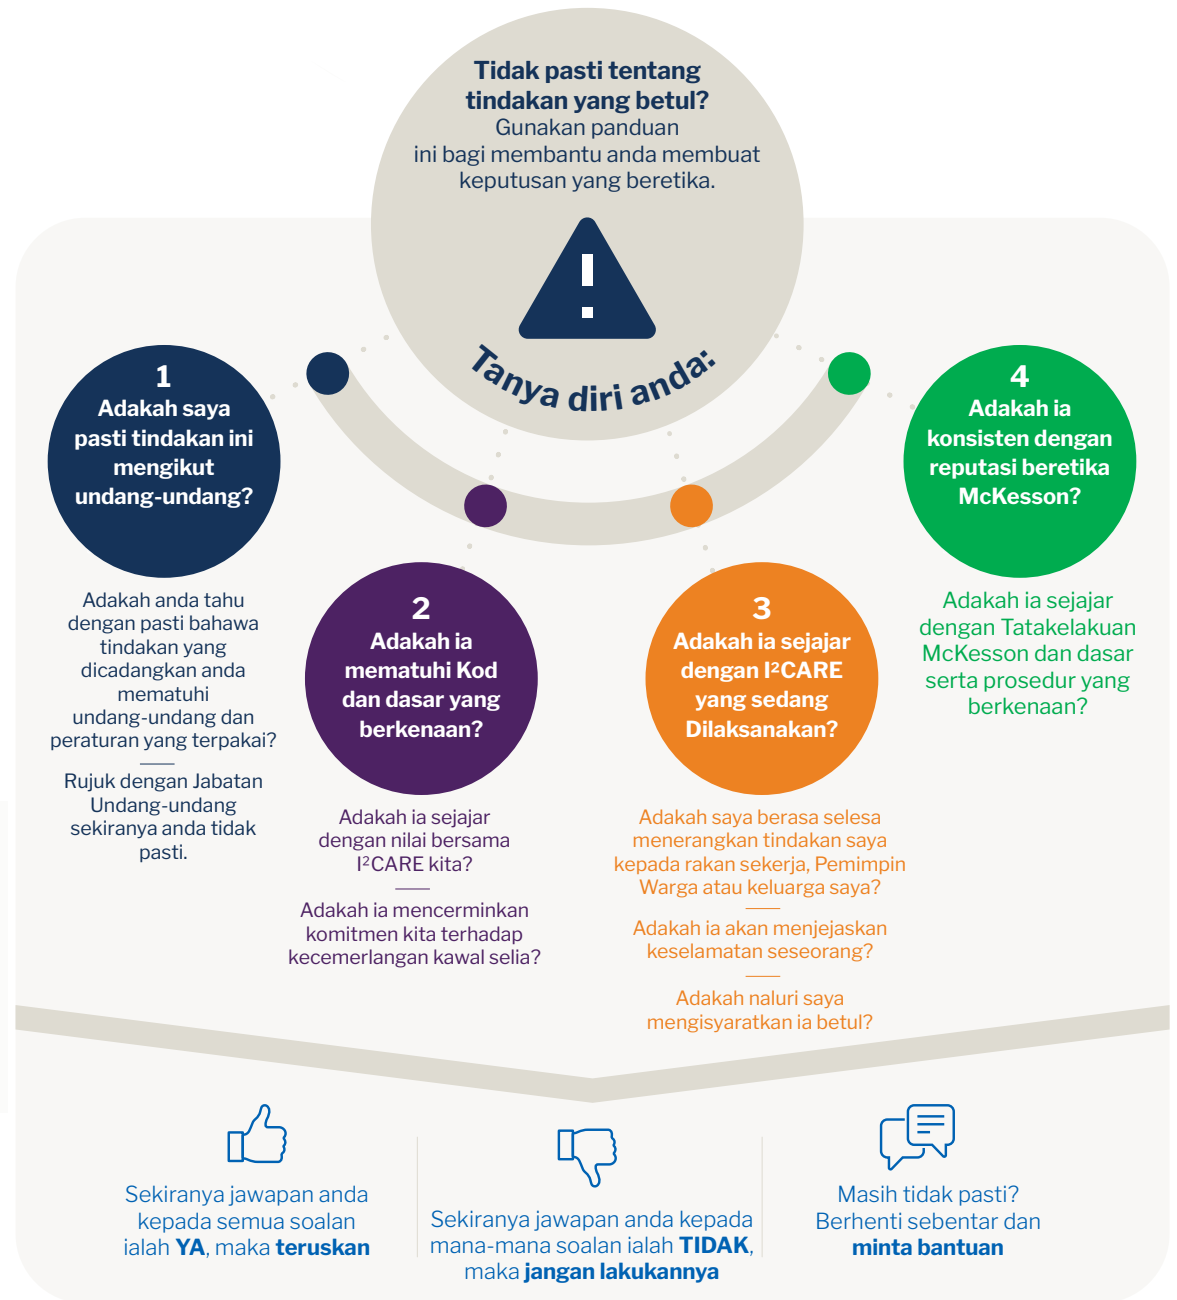 Tidak pasti tentang
tindakan yang betul?
Gunakan panduan
ini bagi membantu anda membuat
keputusan yang beretika.
Tanya diri anda:
1
Adakah saya
pasti tindakan ini
mengikut
undang-undang?
Adakah anda tahu
dengan pasti bahawa
tindakan yang
dicadangkan anda
mematuhi
undang-undang dan
peraturan yang terpakai?
Rujuk dengan Jabatan
Undang-undang
sekiranya anda tidak
pasti.
2
Adakah ia
mematuhi Kod
dan dasar yang
berkenaan?
Adakah ia sejajar
dengan nilai bersama
I²CARE kita?
Adakah ia mencerminkan
komitmen kita terhadap
kecemerlangan kawal selia?
3
Adakah ia sejajar
dengan I²CARE
yang sedang
Dilaksanakan?
Adakah saya berasa selesa
menerangkan tindakan saya
kepada rakan sekerja, Pemimpin
Warga atau keluarga saya?
Adakah ia akan menjejaskan
keselamatan seseorang?
Adakah naluri saya
mengisyaratkan ia betul?
4
Adakah ia
konsisten dengan
reputasi beretika
McKesson?
Adakah ia sejajar
dengan Tatakelakuan
McKesson dan dasar
serta prosedur yang
berkenaan?
Sekiranya jawapan anda
kepada semua soalan
ialah YA, maka teruskan
Sekiranya jawapan anda kepada
mana-mana soalan ialah TIDAK,
maka jangan lakukannya
Masih tidak pasti?
Berhenti sebentar dan
minta bantuan